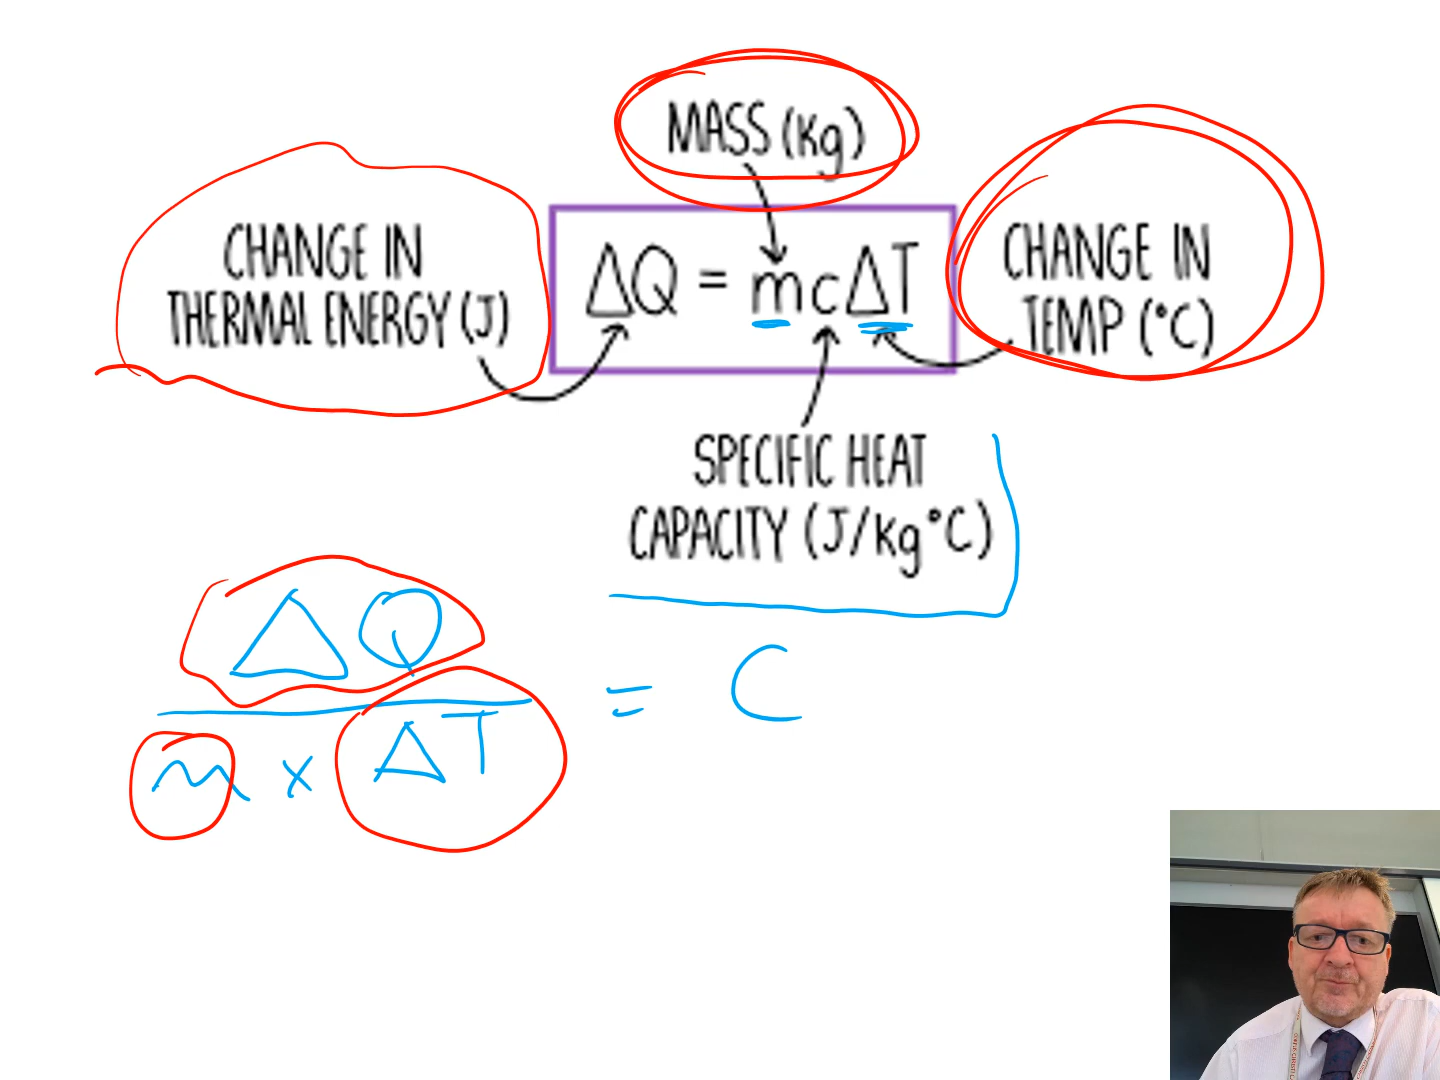 MASS (Kg)
CHANGE IN
THERMAL ENERGY (J)
ΔQ = mcΔT
CHANGE IN
TEMP (°C)
SPECIFIC HEAT
CAPACITY (J/Kg°C)
ΔQ
m × ΔT
= C